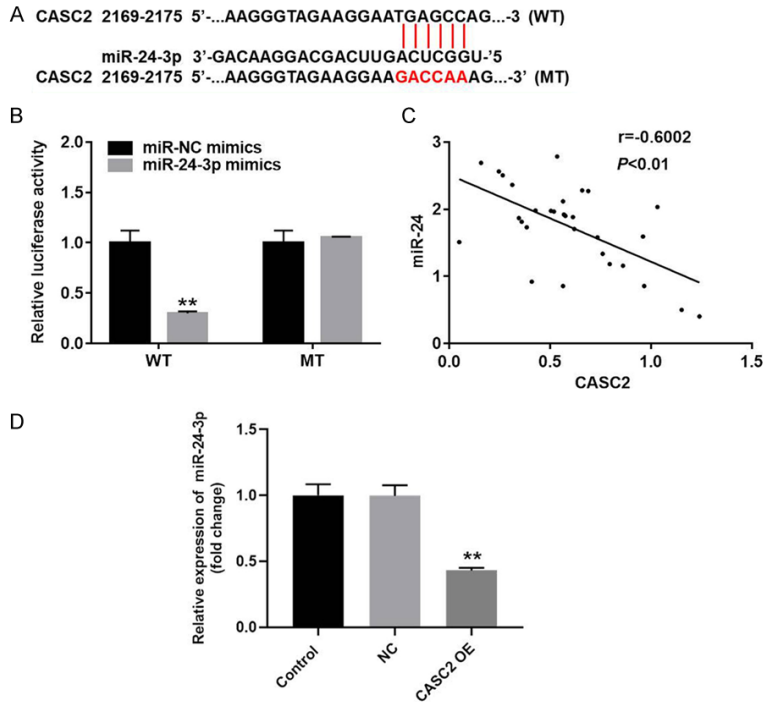 A
CASC2 2169-2175 5'-...AAGGGTAGAAGGAATGAGCCAG...-3 (WT)
miR-24-3p 3'-GACAAGGACGACUUGACUCGGU-'5
CASC2 2169-2175 5'-...AAGGGTAGAAGGAAGACCAAAG...-3' (MT)
B
Relative luciferase activity
2.0
1.5
1.0
0.5
0.0
miR-NC mimics
miR-24-3p mimics
**
WT
MT
C
miR-24
3
2
1
0
r=-0.6002
P<0.01
0.0
0.5
1.0
1.5
CASC2
D
Relative expression of miR-24-3p
(fold change)
1.5
1.0
0.5
0.0
**
Control
NC
CASC2 OE